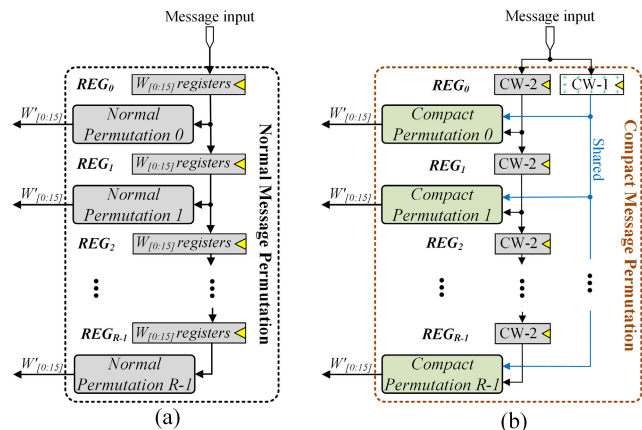 Message input
REG0
W[0:15] registers
W'[0:15]
Normal
Permutation 0
REG1
W[0:15] registers
W'[0:15]
Normal
Permutation 1
REG2
W[0:15] registers
REGR-1
W[0:15] registers
W'[0:15]
Normal
Permutation R-1
Normal Message Permutation
(a)
Message input
REG0
CW-2
CW-1
W'[0:15]
Compact
Permutation 0
REG1
CW-2
Shared
W'[0:15]
Compact
Permutation 1
REG2
CW-2
REGR-1
CW-2
W'[0:15]
Compact
Permutation R-1
Compact Message Permutation
(b)